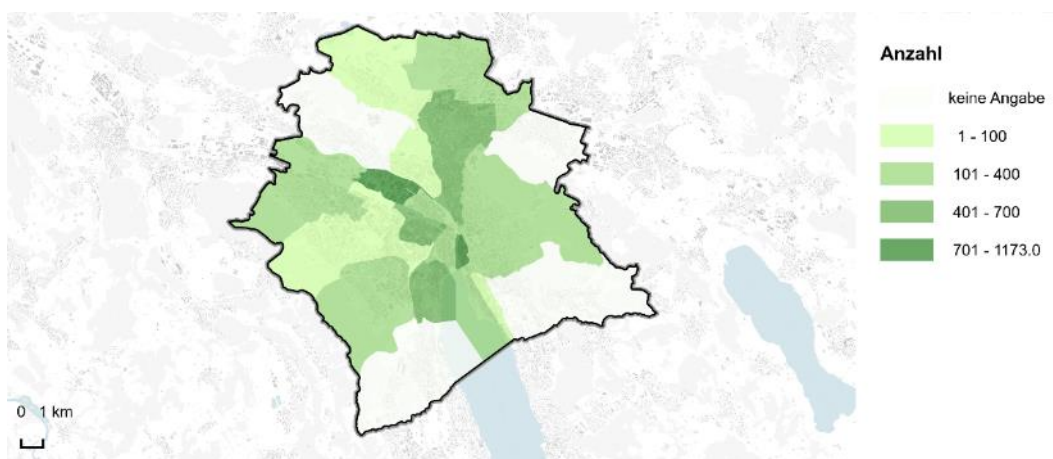 Anzahl
keine Angabe
1 - 100
101 - 400
401 - 700
701 - 1173.0
0 1 km